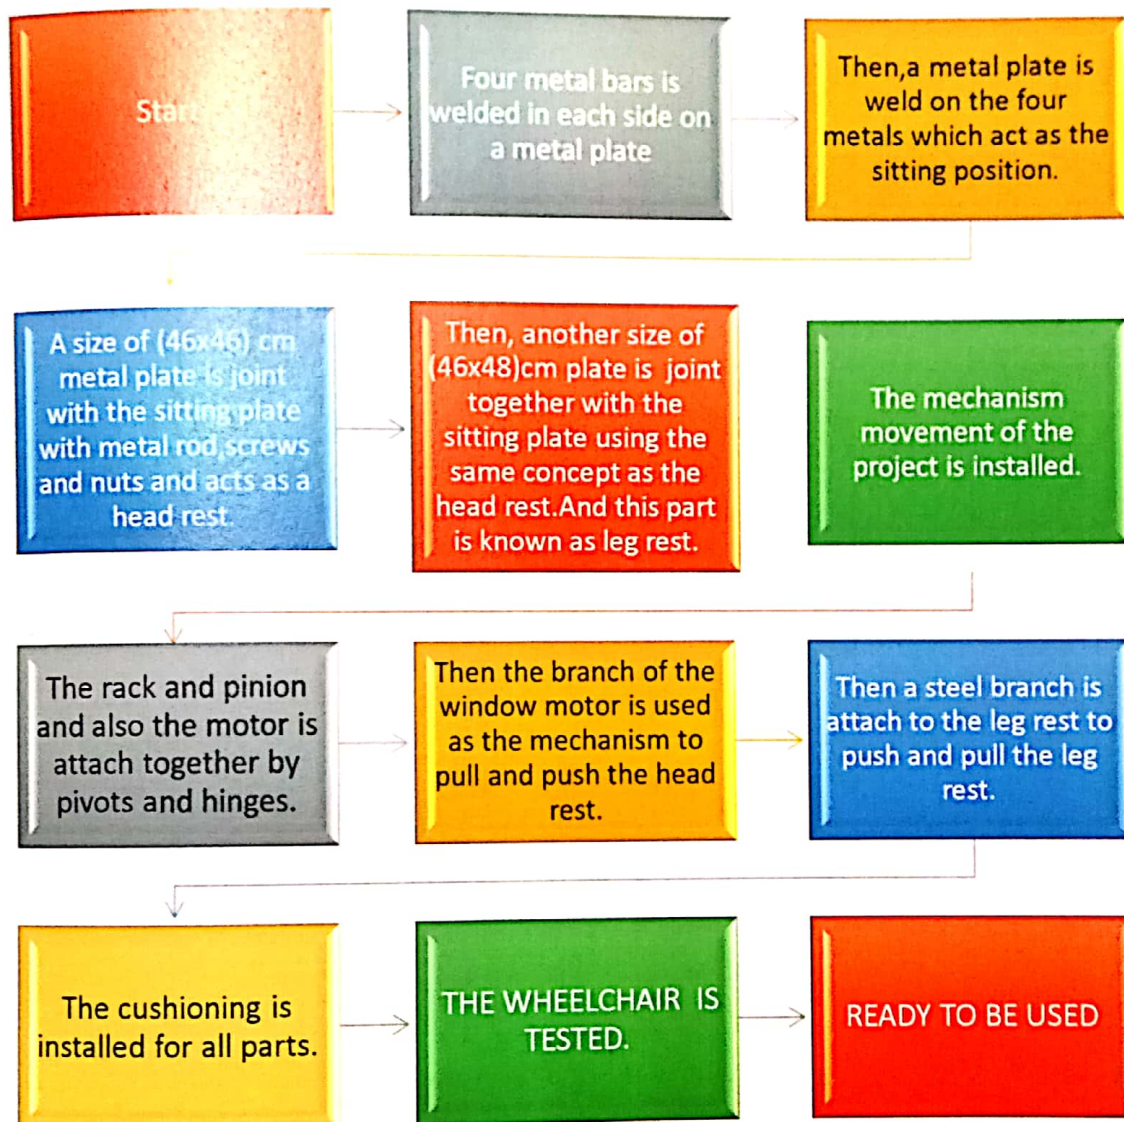 Start
Four metal bars is
welded in each side on
a metal plate
Then,a metal plate is
weld on the four
metals which act as the
sitting position.
A size of (46x46) cm
metal plate is joint
with the sitting plate
with metal rod,screws
and nuts and acts as a
head rest.
Then, another size of
(46x48)cm plate is joint
together with the
sitting plate using the
same concept as the
head rest.And this part
is known as leg rest.
The mechanism
movement of the
project is installed.
The rack and pinion
and also the motor is
attach together by
pivots and hinges.
Then the branch of the
window motor is used
as the mechanism to
pull and push the head
rest.
Then a steel branch is
attach to the leg rest to
push and pull the leg
rest.
The cushioning is
installed for all parts.
THE WHEELCHAIR IS
TESTED.
READY TO BE USED